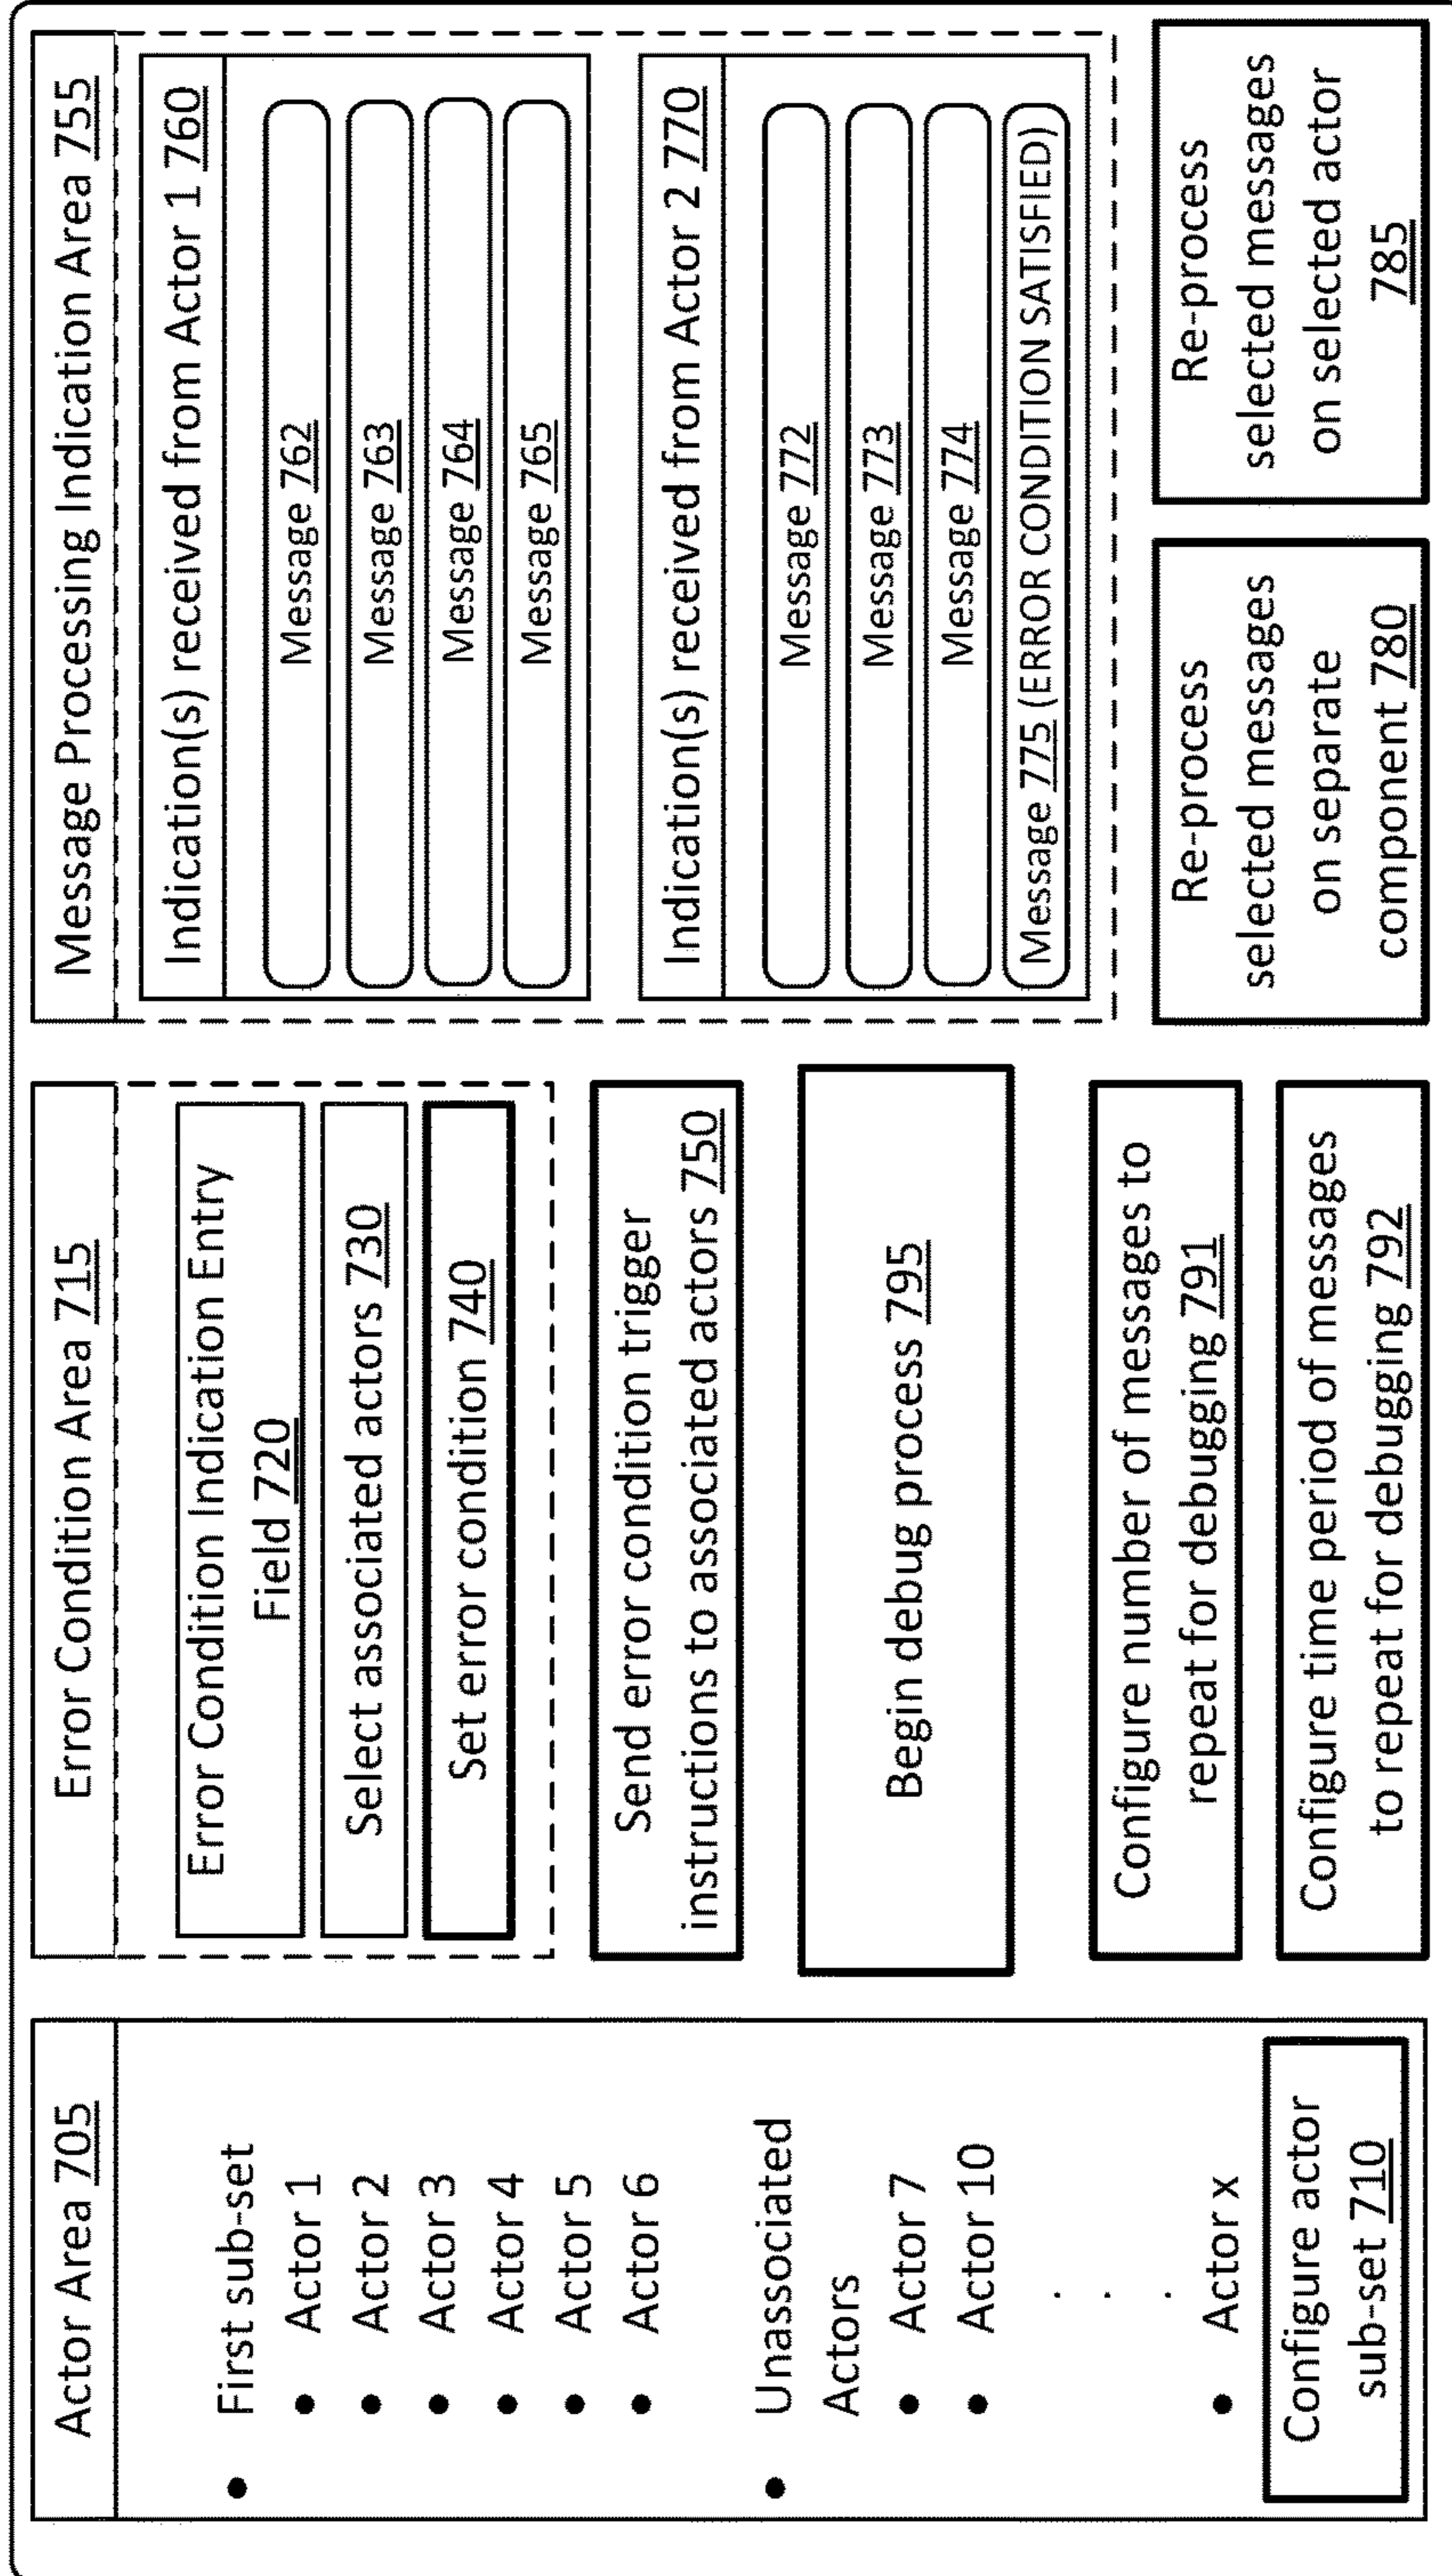 Actor Area 705
First sub-set
Actor 1
Actor 2
Actor 3
Actor 4
Actor 5
Actor 6
Unassociated
Actors
Actor 7
Actor 10
.
.
.
Actor x
Configure actor
sub-set 710
Error Condition Area 715
Error Condition Indication Entry
Field 720
Select associated actors 730
Set error condition 740
Send error condition trigger
instructions to associated actors 750
Begin debug process 795
Configure number of messages to
repeat for debugging 791
Configure time period of messages
to repeat for debugging 792
Message Processing Indication Area 755
Indication(s) received from Actor 1 760
Message 762
Message 763
Message 764
Message 765
Indication(s) received from Actor 2 770
Message 772
Message 773
Message 774
Message 775 (ERROR CONDITION SATISFIED)
Re-process
selected messages
on separate
component 780
Re-process
selected messages
on selected actor
785